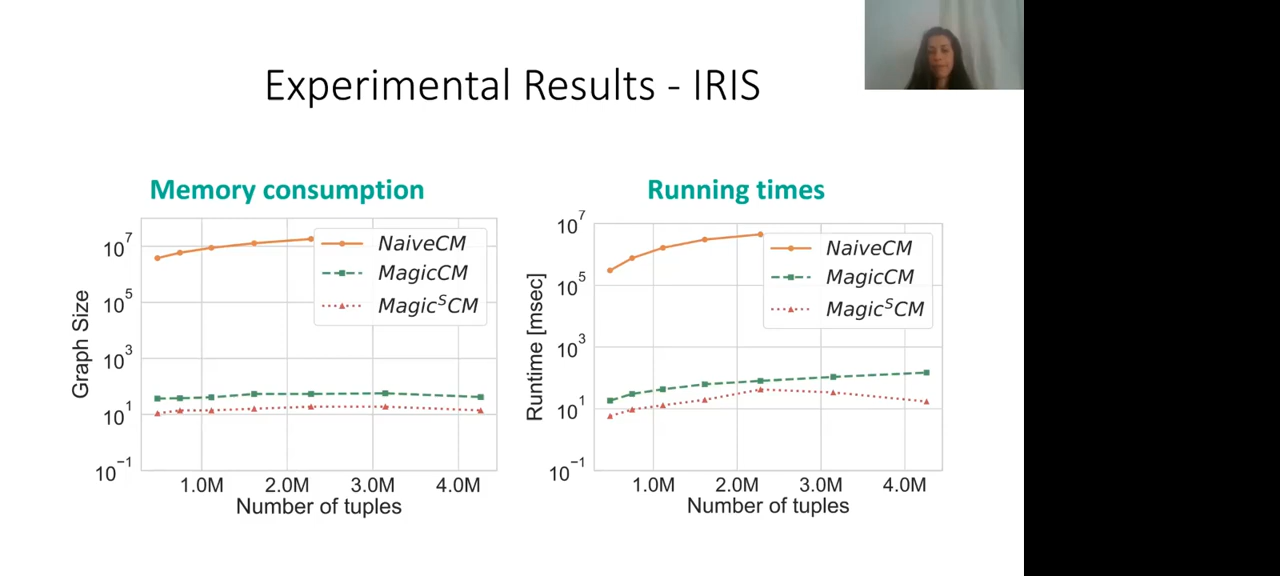 Experimental Results - IRIS
Memory consumption
Graph Size
10^7
10^5
10^3
10^1
10^−1
NaiveCM
MagicCM
Magic^SCM
1.0M 2.0M 3.0M 4.0M
Number of tuples
Running times
Runtime [msec]
10^7
10^5
10^3
10^1
10^−1
NaiveCM
MagicCM
Magic^SCM
1.0M 2.0M 3.0M 4.0M
Number of tuples